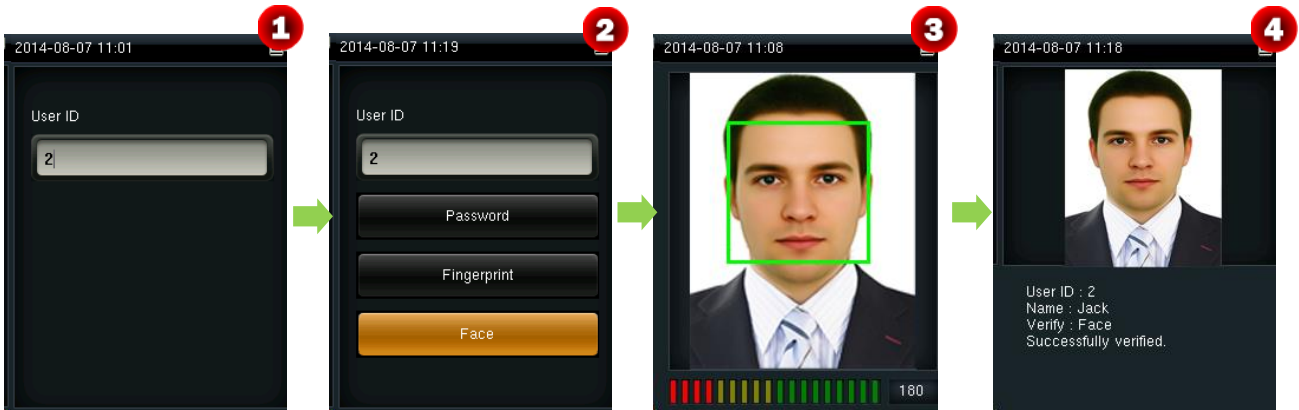 1
2014-08-07 11:01
User ID
2
2
2014-08-07 11:19
User ID
2
Password
Fingerprint
Face
3
2014-08-07 11:08
180
4
2014-08-07 11:18
User ID : 2
Name : Jack
Verify : Face
Successfully verified.